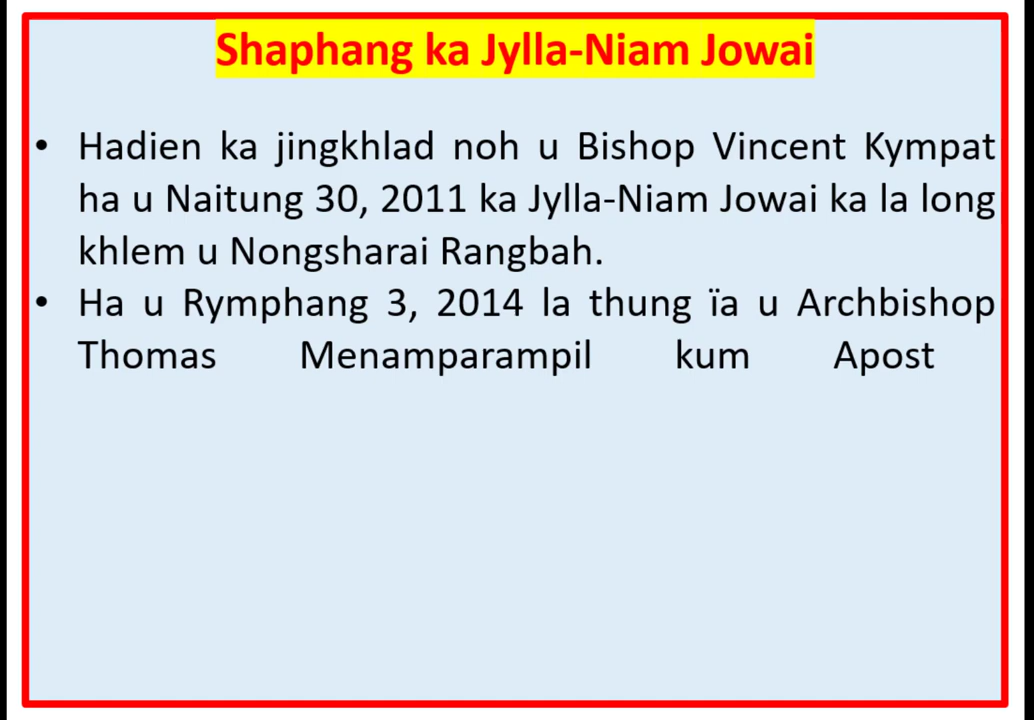 Shaphang ka Jylla-Niam Jowai
• Hadien ka jingkhlad noh u Bishop Vincent Kympat
ha u Naitung 30, 2011 ka Jylla-Niam Jowai ka la long
khlem u Nongsharai Rangbah.
• Ha u Rymphang 3, 2014 la thung ïa u Archbishop
Thomas Menamparampil kum Apost